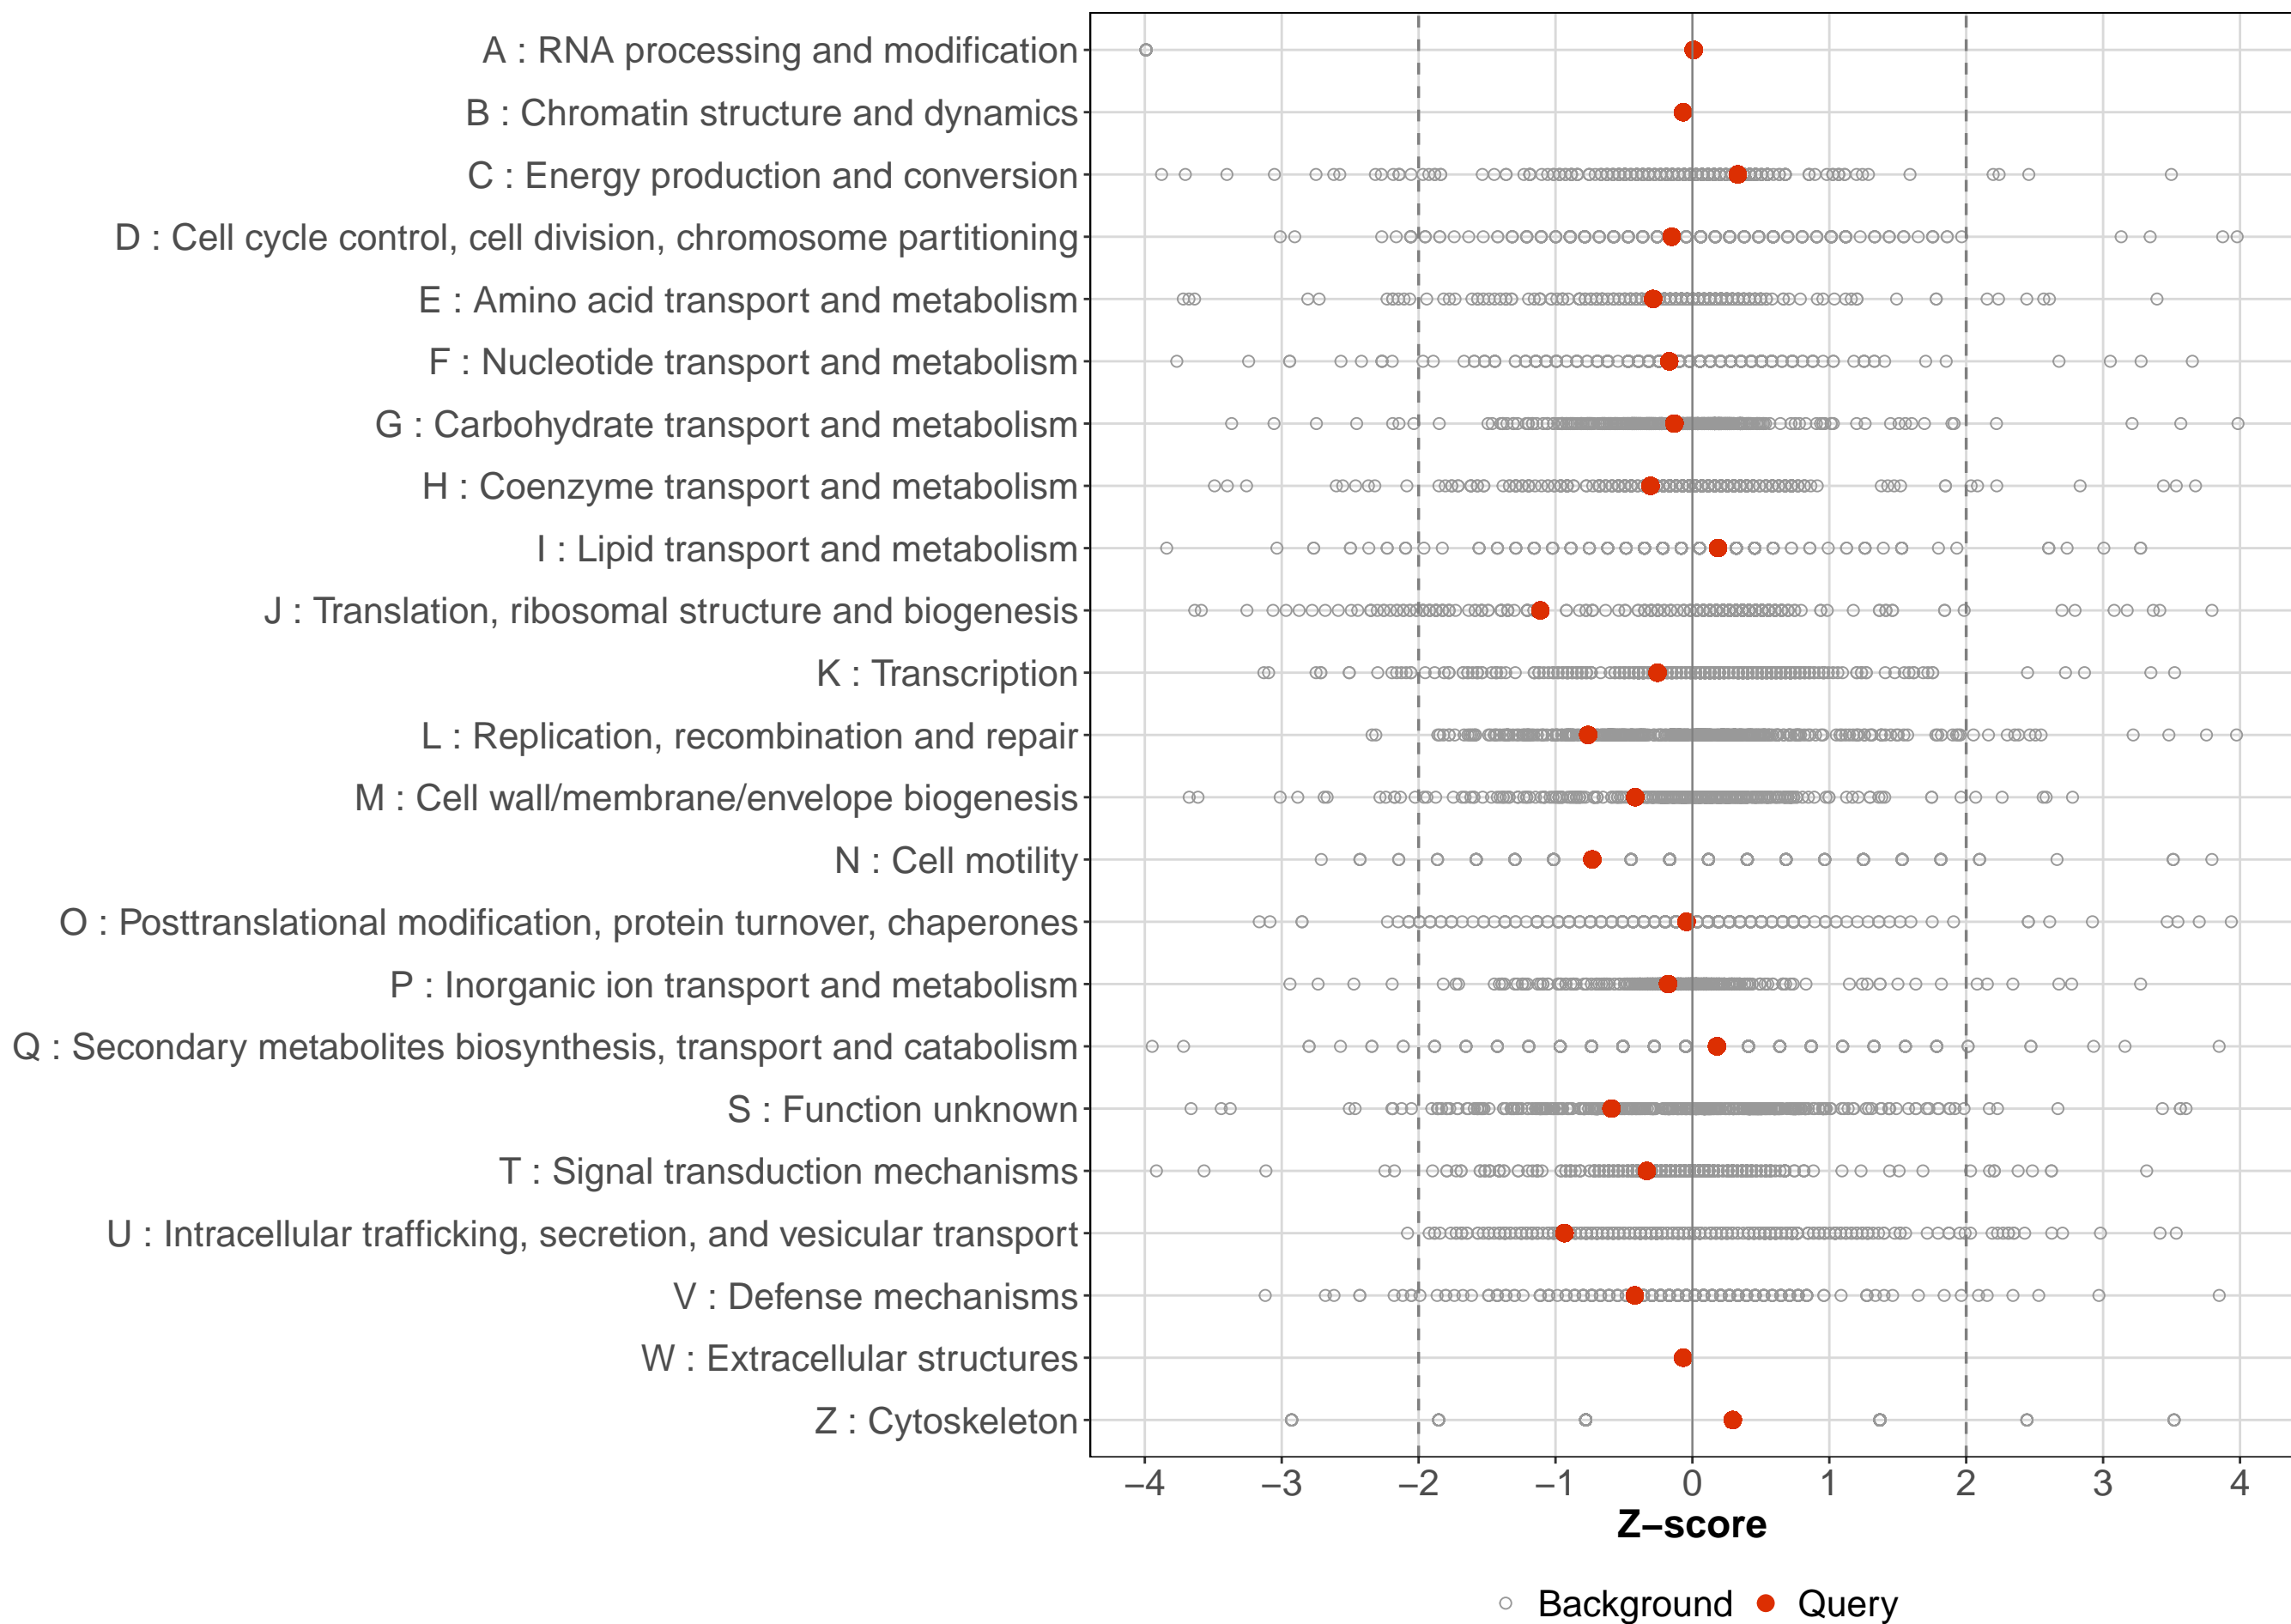 A : RNA processing and modification
B : Chromatin structure and dynamics
C : Energy production and conversion
D : Cell cycle control, cell division, chromosome partitioning
E : Amino acid transport and metabolism
F : Nucleotide transport and metabolism
G : Carbohydrate transport and metabolism
H : Coenzyme transport and metabolism
I : Lipid transport and metabolism
J : Translation, ribosomal structure and biogenesis
K : Transcription
L : Replication, recombination and repair
M : Cell wall/membrane/envelope biogenesis
N : Cell motility
O : Posttranslational modification, protein turnover, chaperones
P : Inorganic ion transport and metabolism
Q : Secondary metabolites biosynthesis, transport and catabolism
S : Function unknown
T : Signal transduction mechanisms
U : Intracellular trafficking, secretion, and vesicular transport
V : Defense mechanisms
W : Extracellular structures
Z : Cytoskeleton
−4 −3 −2 −1 0 1 2 3 4
Z−score
Background Query